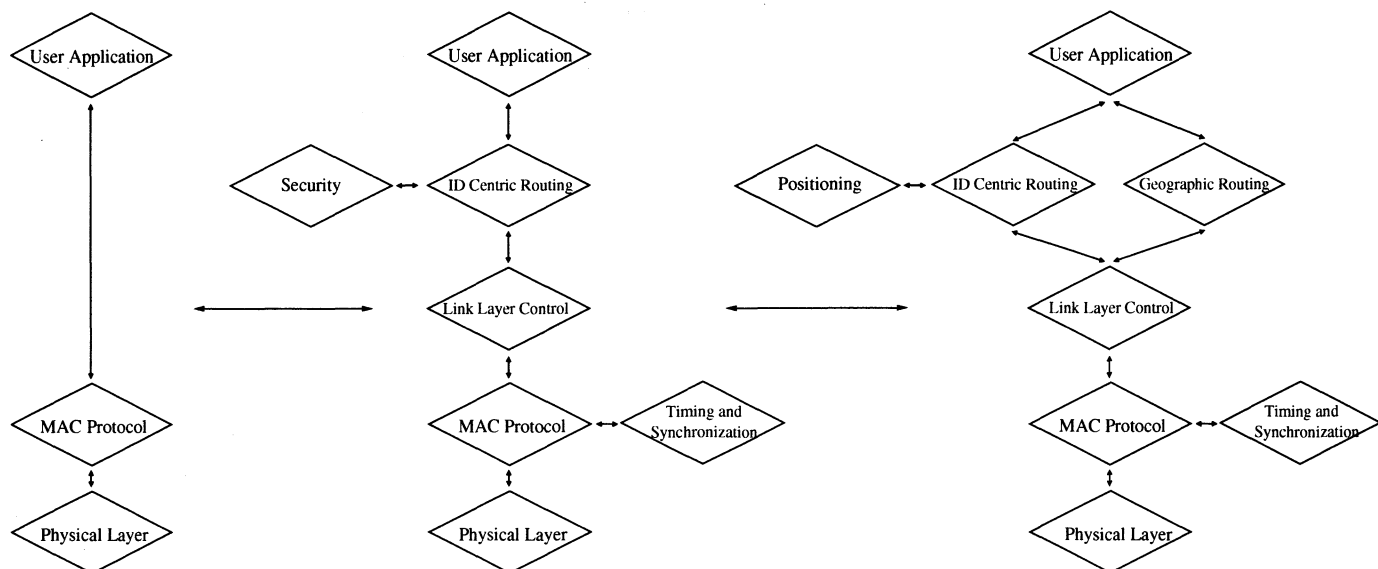 User Application
User Application
User Application
Security
ID Centric Routing
Positioning
ID Centric Routing
Geographic Routing
Link Layer Control
Link Layer Control
MAC Protocol
MAC Protocol
Timing and
Synchronization
MAC Protocol
Timing and
Synchronization
Physical Layer
Physical Layer
Physical Layer